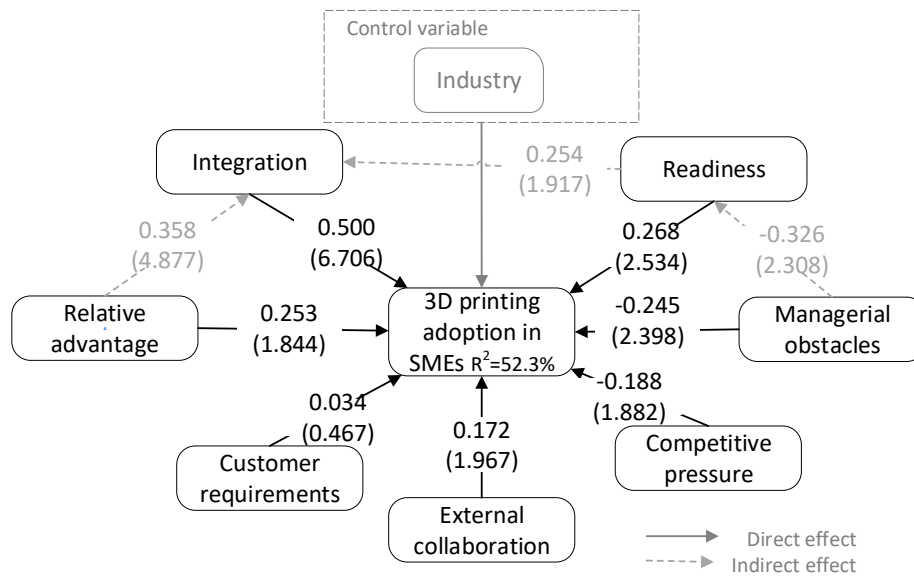 Control variable
Industry
Integration
0.254
(1.917)
Readiness
0.358
(4.877)
0.500
(6.706)
0.268
(2.534)
-0.326
(2.308)
Relative
advantage
0.253
(1.844)
3D printing
adoption in
SMEs R²=52.3%
-0.245
(2.398)
Managerial
obstacles
0.034
(0.467)
-0.188
(1.882)
Customer
requirements
0.172
(1.967)
Competitive
pressure
External
collaboration
Direct effect
Indirect effect